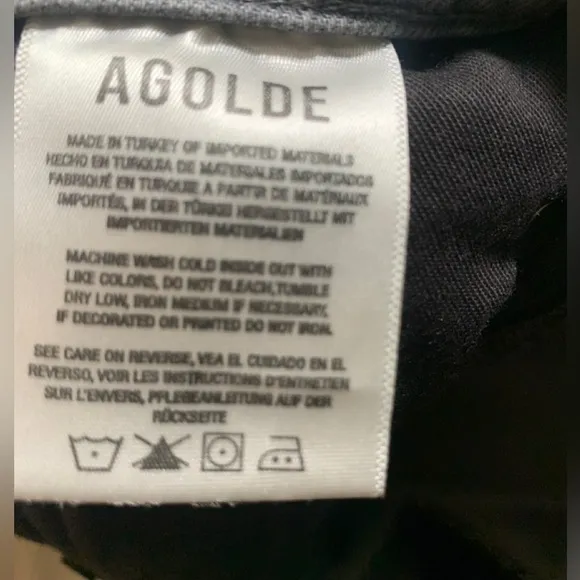 AGOLDE
MADE IN TURKEY OF IMPORTED MATERIALS
HECHO EN TURQUIA DE MATERIALES IMPORTADOS
FABRIQUÉ EN TURQUIE A PARTIR DE MATÉRIAUX
IMPORTÉS, IN DER TÜRKEI HERGESTELLT MIT
IMPORTIERTEN MATERIALIEN
MACHINE WASH COLD INSIDE OUT WITH
LIKE COLORS, DO NOT BLEACH,TUMBLE
DRY LOW, IRON MEDIUM IF NECESSARY.
IF DECORATED OR PRINTED DO NOT IRON.
SEE CARE ON REVERSE, VEA EL CUIDADO EN EL
REVERSO, VOIR LES INSTRUCTIONS D'ENTRETIEN
SUR L'ENVERS, PFLEGEANLEITUNG AUF DER
RÜCKSEITE